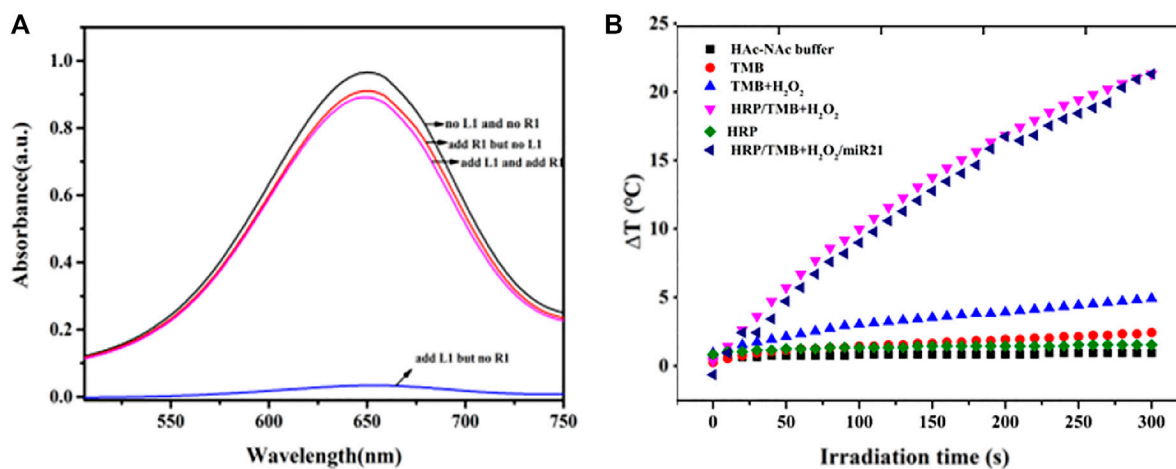 A
Absorbance(a.u.)
1.0
0.8
0.6
0.4
0.2
0.0
no L1 and no R1
add R1 but no L1
add L1 and add R1
add L1 but no R1
550 600 650 700 750
Wavelength(nm)
B
ΔT (°C)
25
20
15
10
5
0
HAc-NAc buffer
TMB
TMB+H₂O₂
HRP/TMB+H₂O₂
HRP
HRP/TMB+H₂O₂/miR21
0 50 100 150 200 250 300
Irradiation time (s)